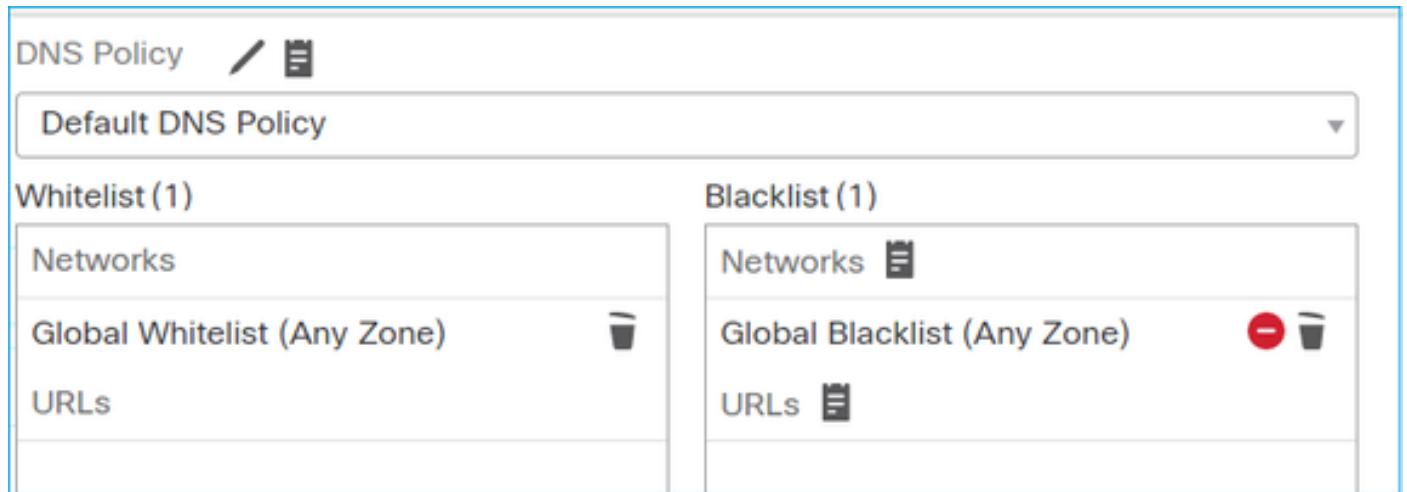 DNS Policy
Default DNS Policy
Whitelist (1)
Networks
Global Whitelist (Any Zone)
URLs
Blacklist (1)
Networks
Global Blacklist (Any Zone)
URLs